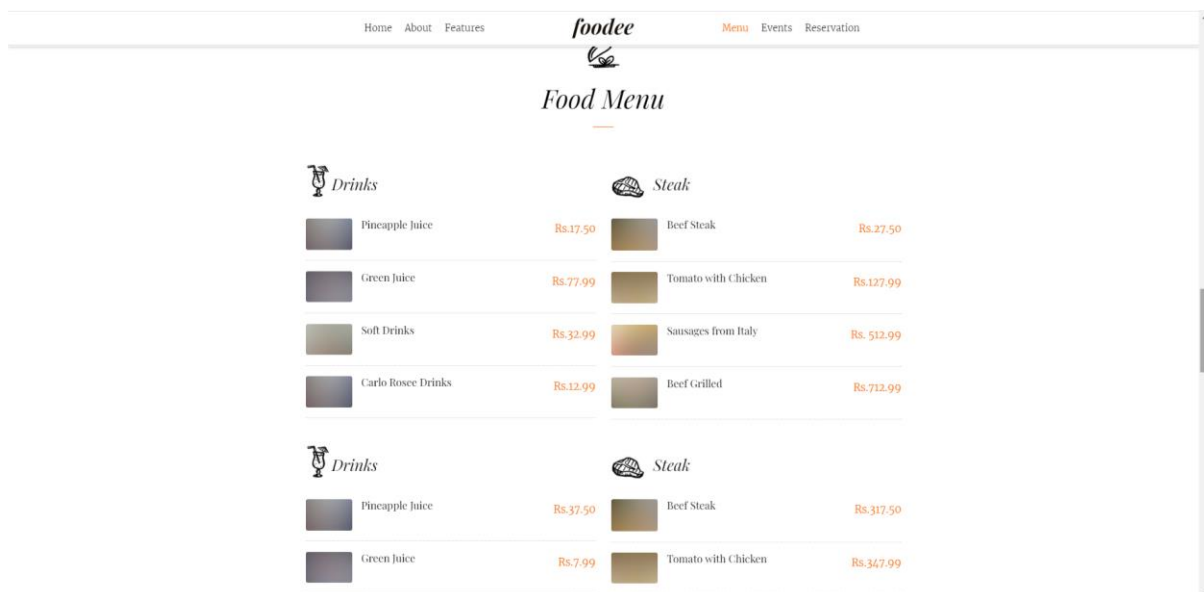 Home About Features foodee Menu Events Reservation
Food Menu
Drinks
Pineapple Juice Rs.17.50
Green Juice Rs.77.99
Soft Drinks Rs.32.99
Carlo Rosee Drinks Rs.12.99
Steak
Beef Steak Rs.27.50
Tomato with Chicken Rs.127.99
Sausages from Italy Rs. 512.99
Beef Grilled Rs.712.99
Drinks
Pineapple Juice Rs.37.50
Green Juice Rs.7.99
Steak
Beef Steak Rs.317.50
Tomato with Chicken Rs.347.99